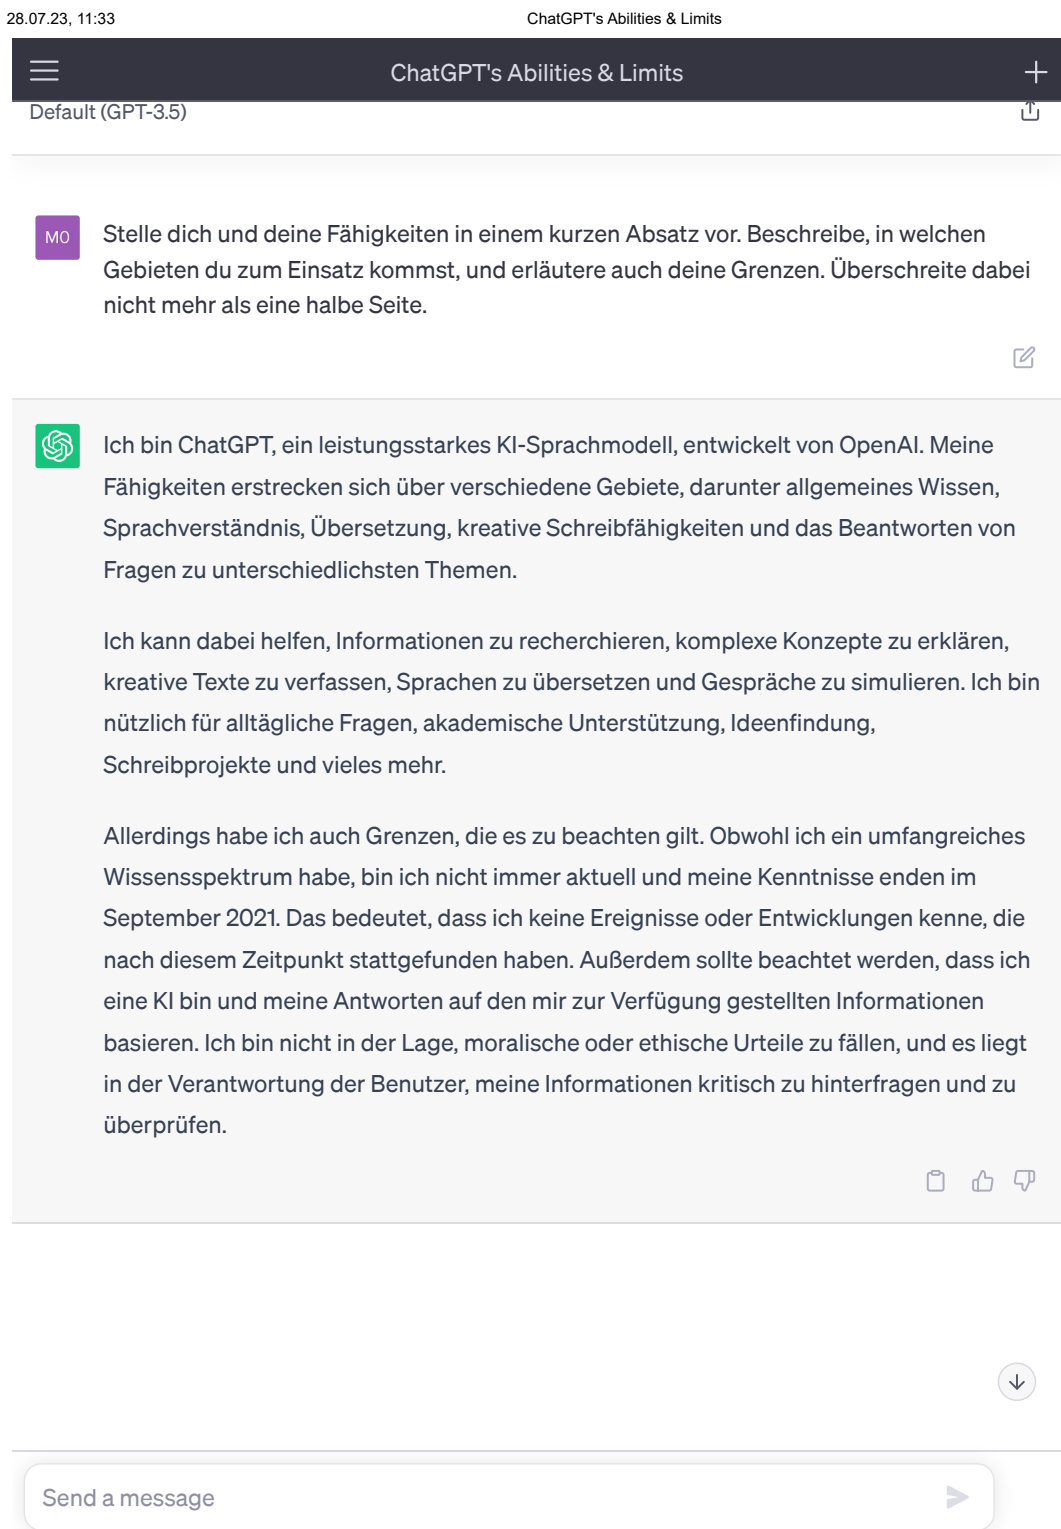 28.07.23, 11:33 ChatGPT's Abilities & Limits
ChatGPT's Abilities & Limits
Default (GPT-3.5)
MO
Stelle dich und deine Fähigkeiten in einem kurzen Absatz vor. Beschreibe, in welchen
Gebieten du zum Einsatz kommst, und erläutere auch deine Grenzen. Überschreite dabei
nicht mehr als eine halbe Seite.
Ich bin ChatGPT, ein leistungsstarkes KI-Sprachmodell, entwickelt von OpenAI. Meine
Fähigkeiten erstrecken sich über verschiedene Gebiete, darunter allgemeines Wissen,
Sprachverständnis, Übersetzung, kreative Schreibfähigkeiten und das Beantworten von
Fragen zu unterschiedlichsten Themen.
Ich kann dabei helfen, Informationen zu recherchieren, komplexe Konzepte zu erklären,
kreative Texte zu verfassen, Sprachen zu übersetzen und Gespräche zu simulieren. Ich bin
nützlich für alltägliche Fragen, akademische Unterstützung, Ideenfindung,
Schreibprojekte und vieles mehr.
Allerdings habe ich auch Grenzen, die es zu beachten gilt. Obwohl ich ein umfangreiches
Wissensspektrum habe, bin ich nicht immer aktuell und meine Kenntnisse enden im
September 2021. Das bedeutet, dass ich keine Ereignisse oder Entwicklungen kenne, die
nach diesem Zeitpunkt stattgefunden haben. Außerdem sollte beachtet werden, dass ich
eine KI bin und meine Antworten auf den mir zur Verfügung gestellten Informationen
basieren. Ich bin nicht in der Lage, moralische oder ethische Urteile zu fällen, und es liegt
in der Verantwortung der Benutzer, meine Informationen kritisch zu hinterfragen und zu
überprüfen.
Send a message